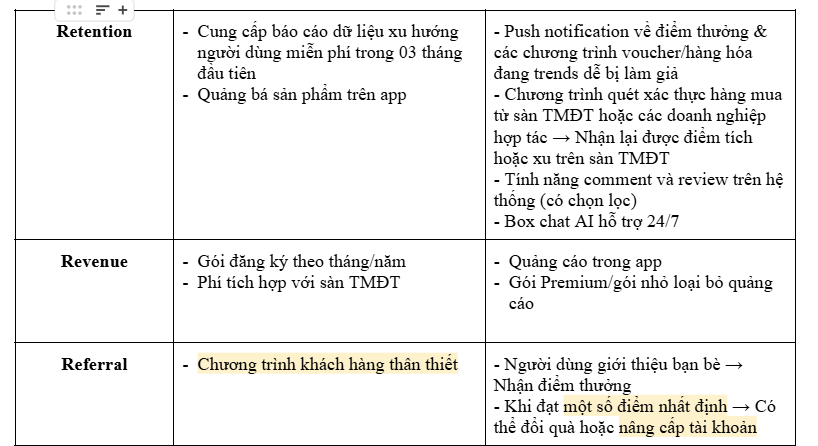 Retention
- Cung cấp báo cáo dữ liệu xu hướng
người dùng miễn phí trong 03 tháng
đầu tiên
- Quảng bá sản phẩm trên app
- Push notification về điểm thưởng &
các chương trình voucher/hàng hóa
đang trends dễ bị làm giả
- Chương trình quét xác thực hàng mua
từ sàn TMĐT hoặc các doanh nghiệp
hợp tác → Nhận lại được điểm tích
hoặc xu trên sàn TMĐT
- Tính năng comment và review trên hệ
thống (có chọn lọc)
- Box chat AI hỗ trợ 24/7
Revenue
- Gói đăng ký theo tháng/năm
- Phí tích hợp với sàn TMĐT
- Quảng cáo trong app
- Gói Premium/gói nhỏ loại bỏ quảng
cáo
Referral
- Chương trình khách hàng thân thiết
- Người dùng giới thiệu bạn bè →
Nhận điểm thưởng
- Khi đạt một số điểm nhất định → Có
thể đổi quà hoặc nâng cấp tài khoản